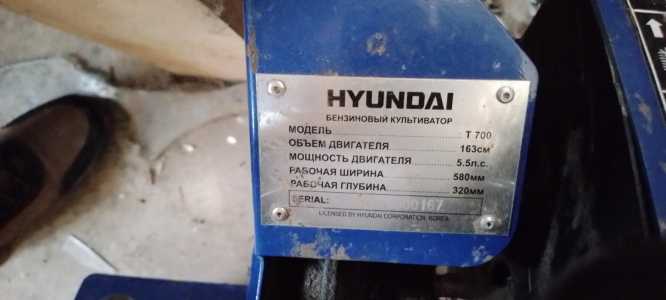 HYUNDAI
БЕНЗИНОВЫЙ КУЛЬТИВАТОР
МОДЕЛЬ T 700
ОБЪЕМ ДВИГАТЕЛЯ 163см
МОЩНОСТЬ ДВИГАТЕЛЯ 5.5л.с.
РАБОЧАЯ ШИРИНА 580мм
РАБОЧАЯ ГЛУБИНА 320мм
SERIAL:
LICENSED BY HYUNDAI CORPORATION, KOREA